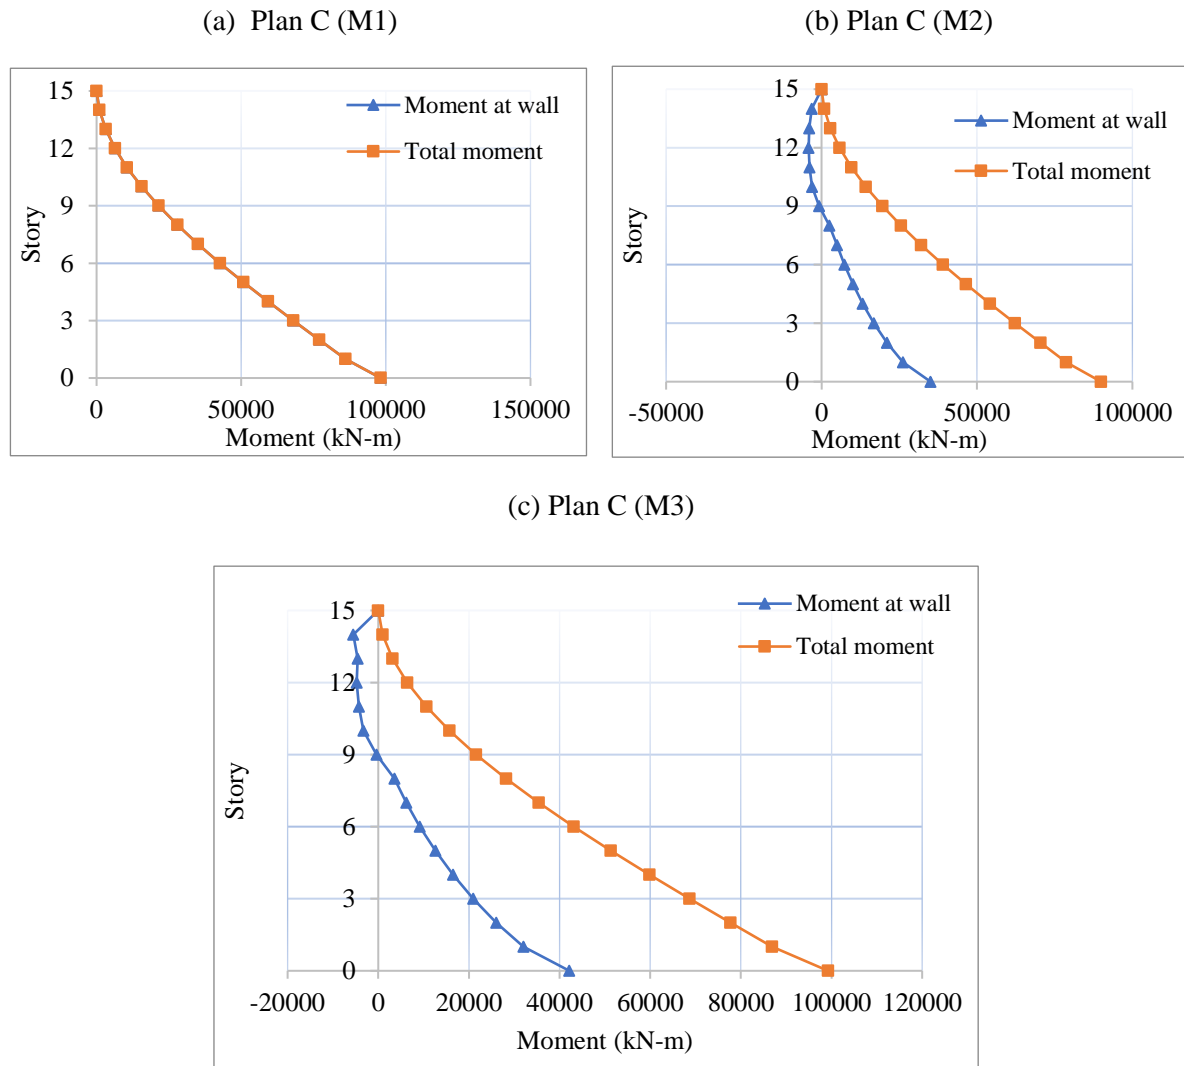 (a) Plan C (M1)
(b) Plan C (M2)
15
12
9
6
3
0
Story
Moment at wall
Total moment
0
50000
100000
150000
Moment (kN-m)
15
12
9
6
3
0
Story
Moment at wall
Total moment
-50000
0
50000
100000
Moment (kN-m)
(c) Plan C (M3)
15
12
9
6
3
0
Story
Moment at wall
Total moment
-20000
0
20000
40000
60000
80000
100000
120000
Moment (kN-m)